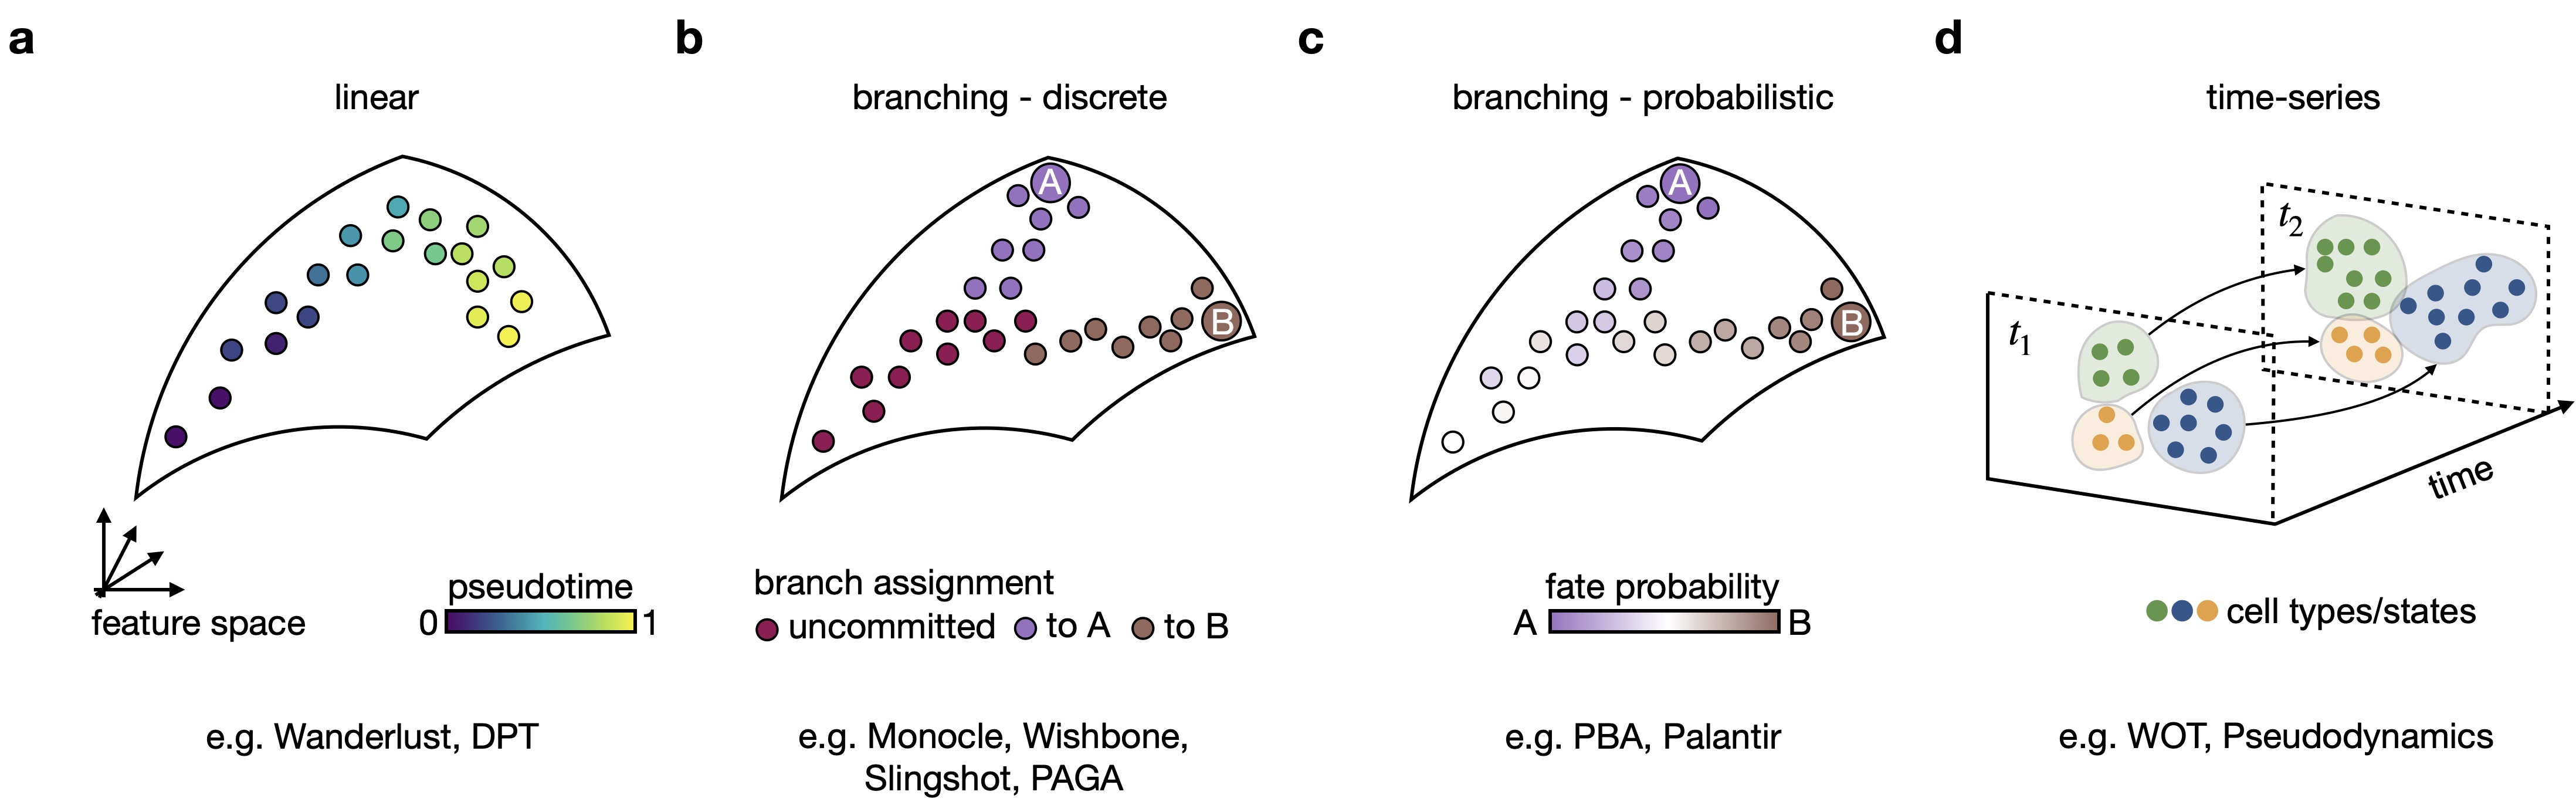 a
linear
feature space
pseudotime
0 1
e.g. Wanderlust, DPT
b
branching - discrete
A
B
branch assignment
uncommitted to A to B
e.g. Monocle, Wishbone,
Slingshot, PAGA
c
branching - probabilistic
A
B
fate probability
A B
e.g. PBA, Palantir
d
time-series
t2
t1
time
cell types/states
e.g. WOT, Pseudodynamics